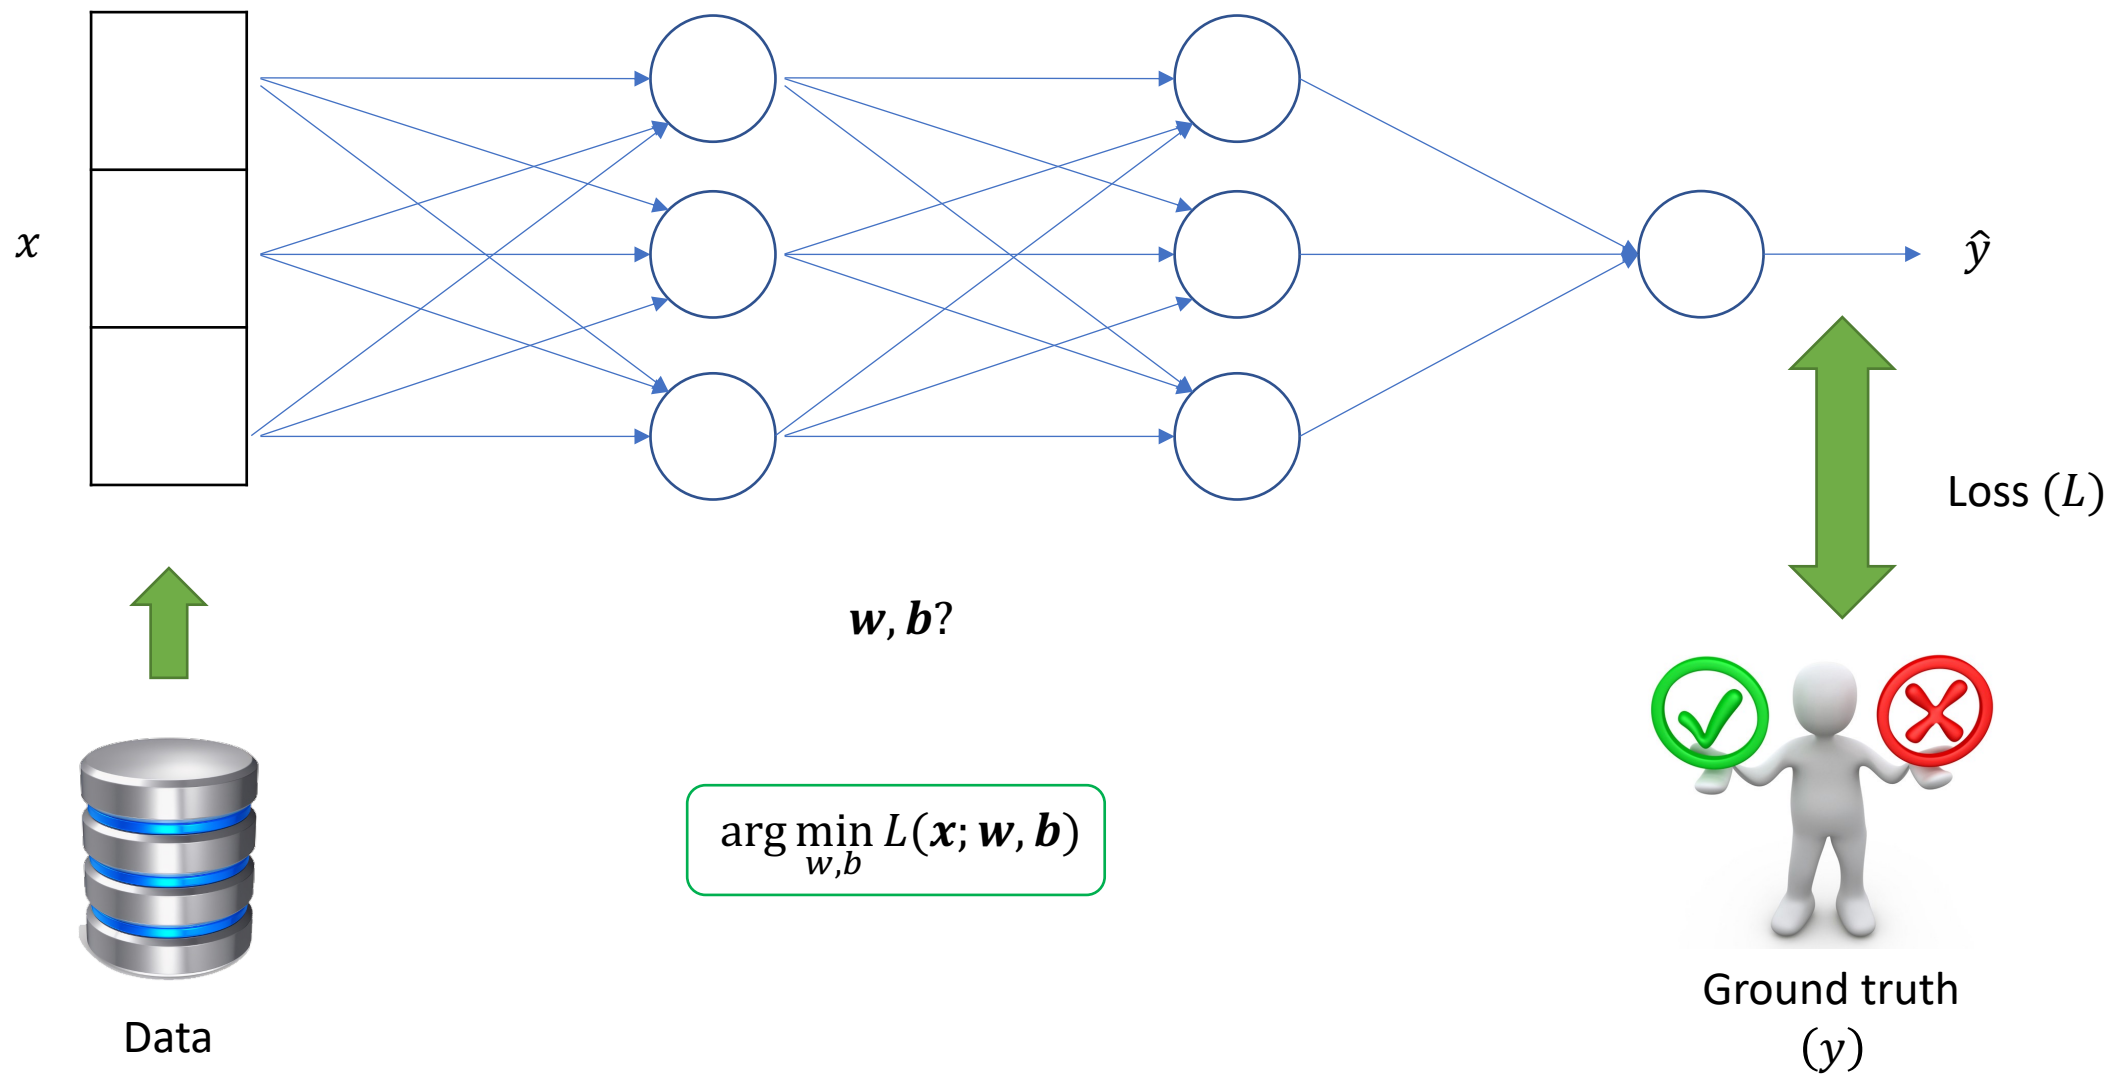 x
ŷ
Loss (L)
w, b?
arg min L(x; w, b)
w,b
Data
Ground truth
(y)